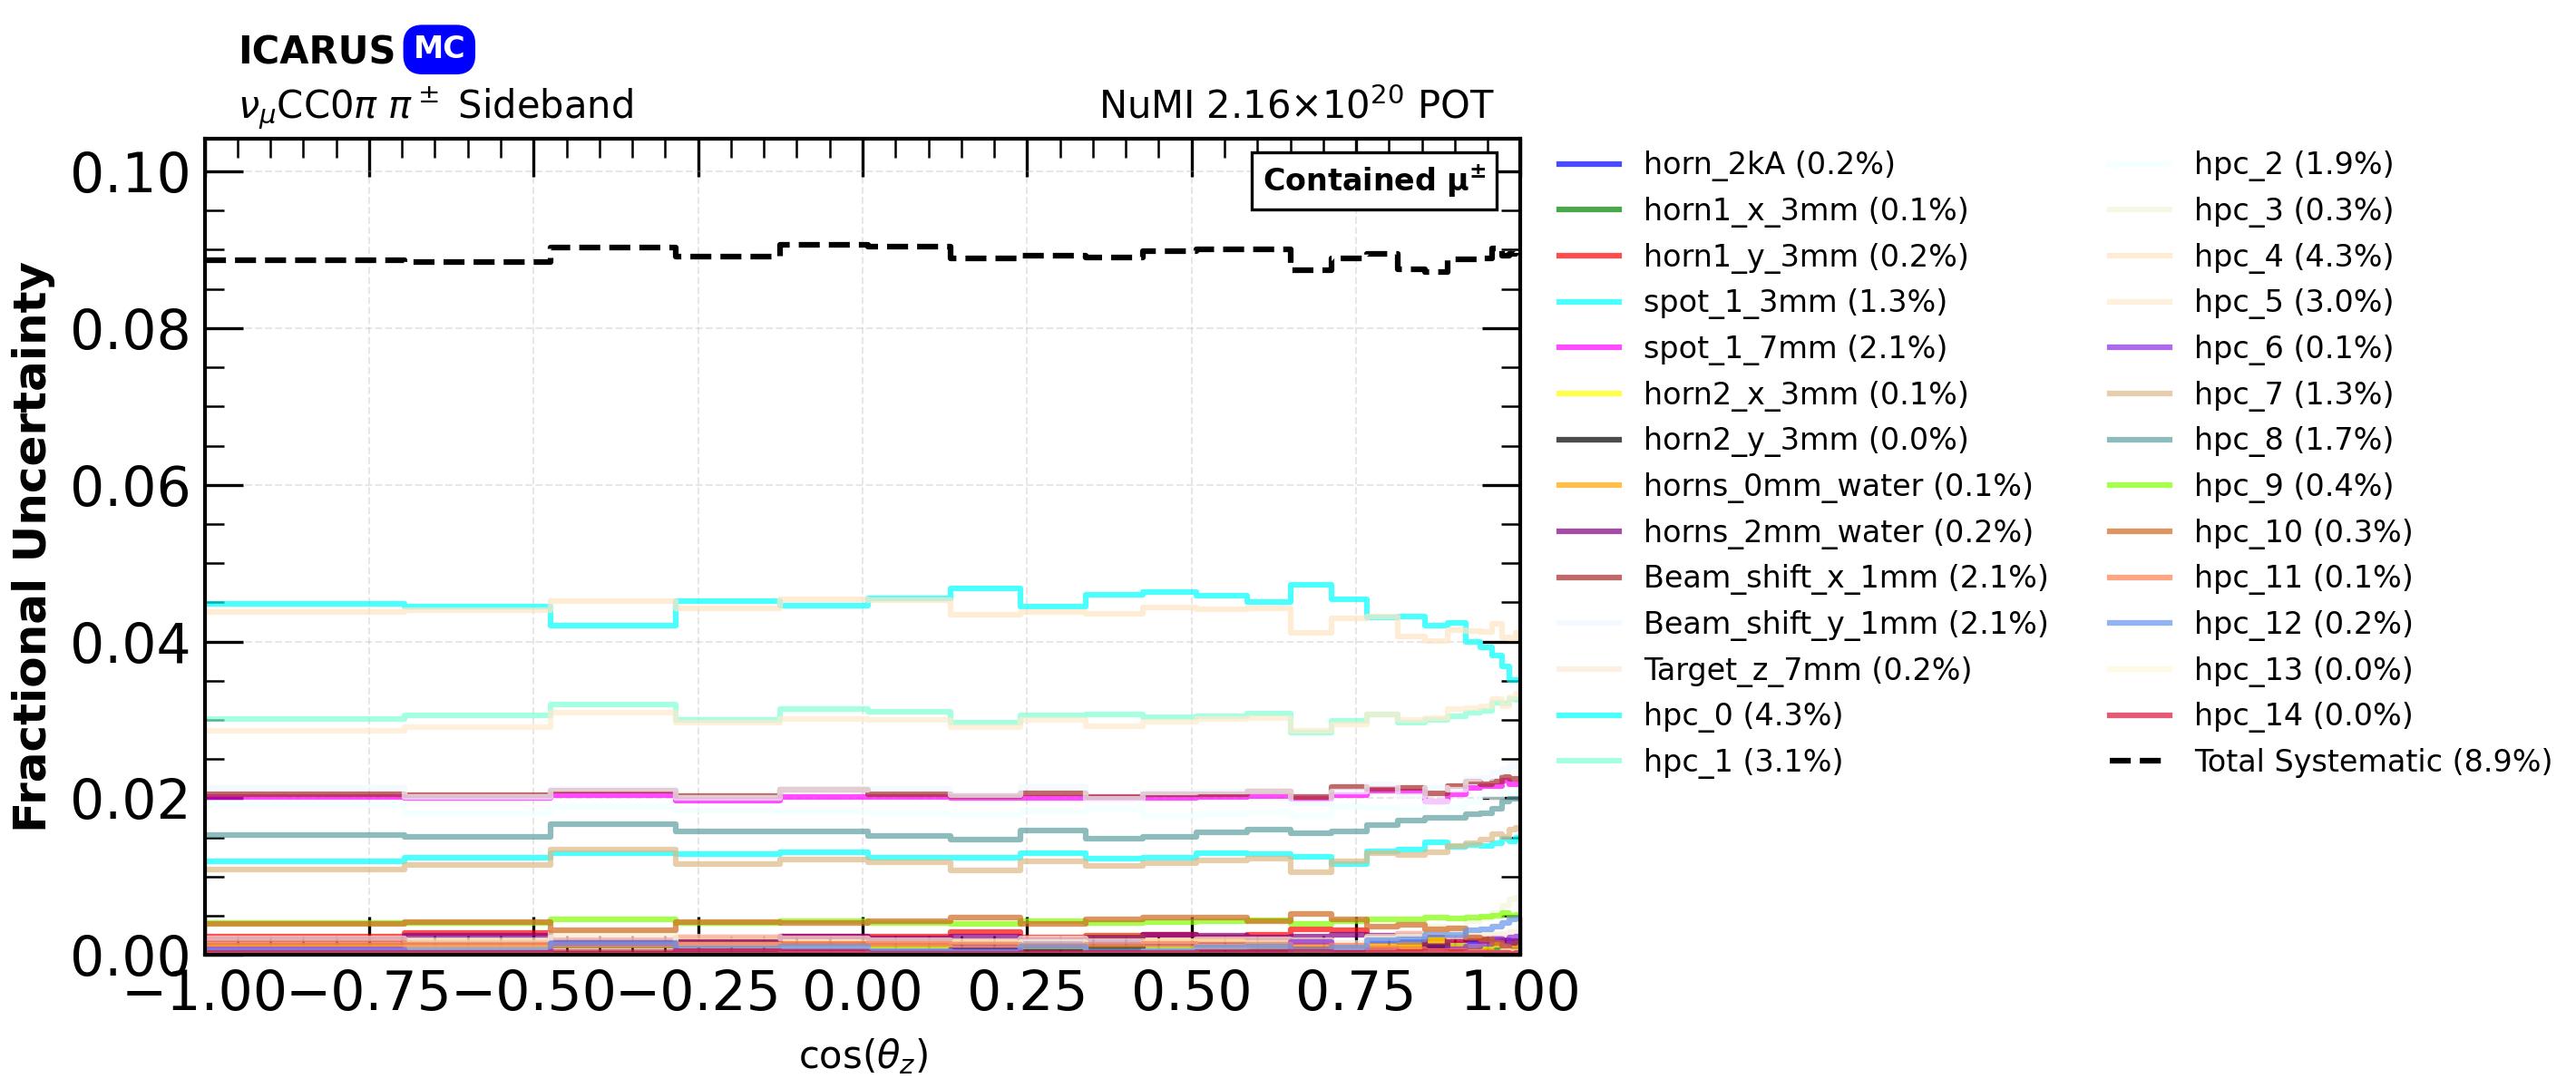 ICARUS MC
νμCC0π π± Sideband
NuMI 2.16×10²⁰ POT
Contained μ±
Fractional Uncertainty
0.10
0.08
0.06
0.04
0.02
0.00
−1.00 −0.75 −0.50 −0.25 0.00 0.25 0.50 0.75 1.00
cos(θz)
horn_2kA (0.2%)
horn1_x_3mm (0.1%)
horn1_y_3mm (0.2%)
spot_1_3mm (1.3%)
spot_1_7mm (2.1%)
horn2_x_3mm (0.1%)
horn2_y_3mm (0.0%)
horns_0mm_water (0.1%)
horns_2mm_water (0.2%)
Beam_shift_x_1mm (2.1%)
Beam_shift_y_1mm (2.1%)
Target_z_7mm (0.2%)
hpc_0 (4.3%)
hpc_1 (3.1%)
hpc_2 (1.9%)
hpc_3 (0.3%)
hpc_4 (4.3%)
hpc_5 (3.0%)
hpc_6 (0.1%)
hpc_7 (1.3%)
hpc_8 (1.7%)
hpc_9 (0.4%)
hpc_10 (0.3%)
hpc_11 (0.1%)
hpc_12 (0.2%)
hpc_13 (0.0%)
hpc_14 (0.0%)
Total Systematic (8.9%)